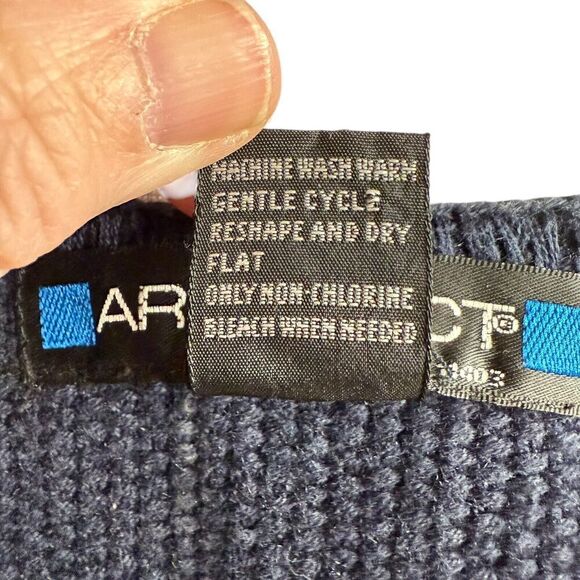 MACHINE WASH WARM
GENTLE CYCLE
RESHAPE AND DRY
FLAT
ONLY NON-CHLORINE
BLEACH WHEN NEEDED
AR CT®